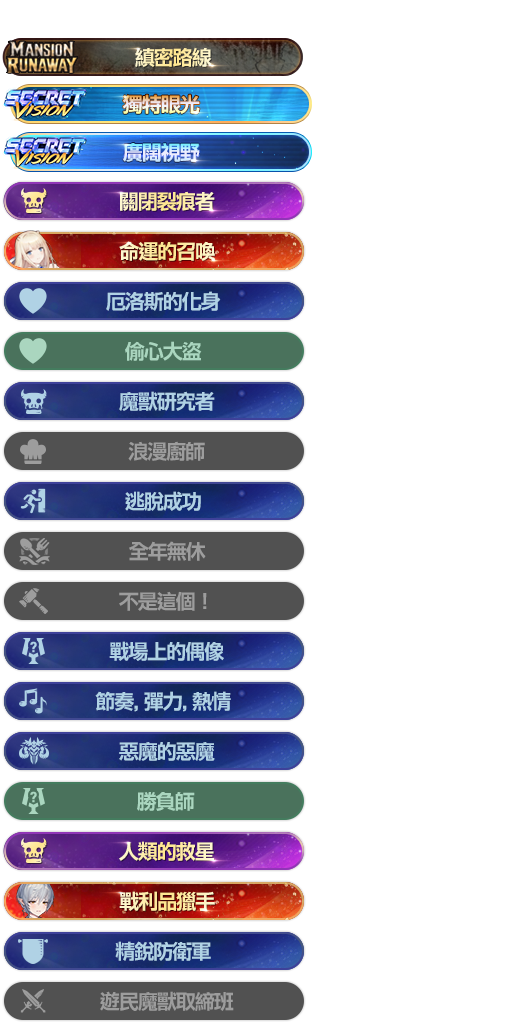 MANSION
RUNAWAY
縝密路線
SECRET
VISION
獨特眼光
SECRET
VISION
廣闊視野
關閉裂痕者
命運的召喚
厄洛斯的化身
偷心大盜
魔獸研究者
浪漫廚師
逃脫成功
全年無休
不是這個！
戰場上的偶像
節奏, 彈力, 熱情
惡魔的惡魔
勝負師
人類的救星
戰利品獵手
精銳防衛軍
遊民魔獸取締班